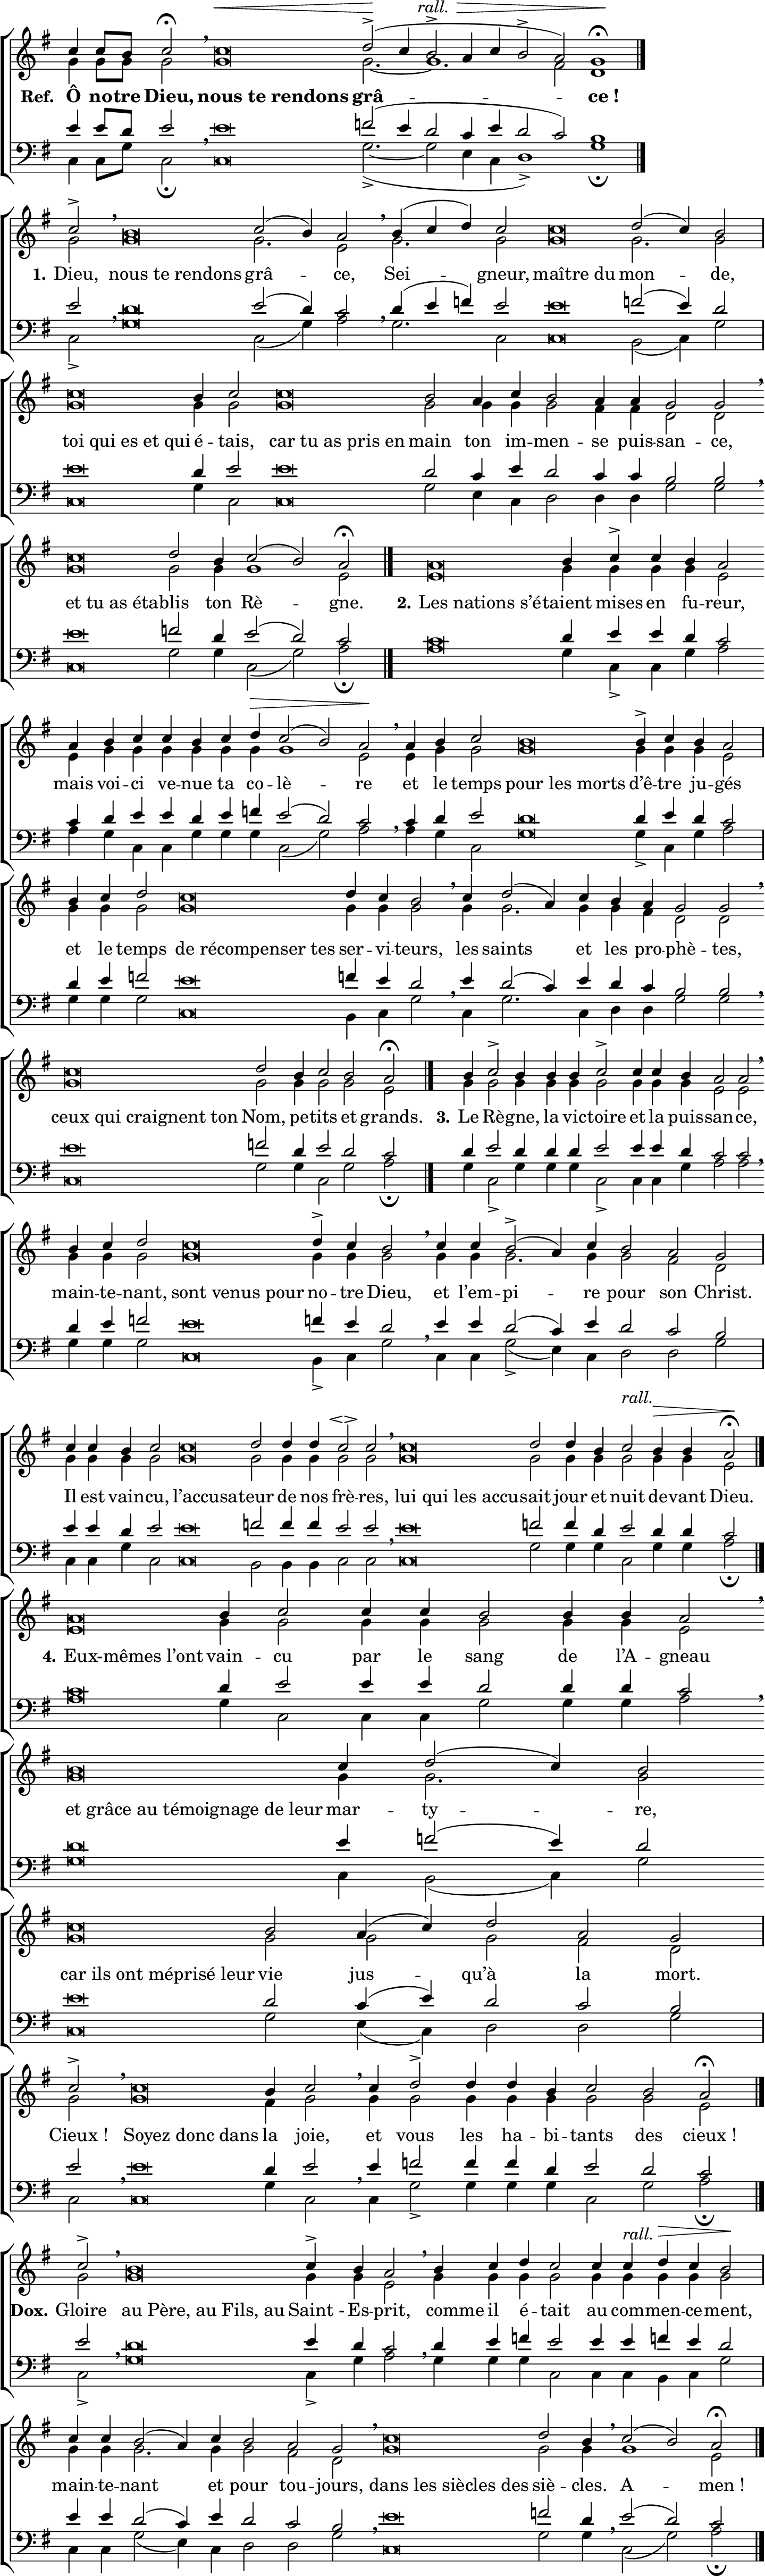 rall.
Ref. Ô notre Dieu, nous te rendons grâ - - - - - ce !
1. Dieu, nous te rendons grâ - ce, Sei - gneur, maître du mon - de,
toi qui es et qui é - tais, car tu as pris en main ton im - men - se puis - san - ce,
et tu as établis ton Rè - gne. 2. Les nations s’étaient mises en fu - reur,
mais voi - ci ve - nue ta co - lè - re et le temps pour les morts d’ê - tre ju - gés
et le temps de récompenser tes ser - vi - teurs, les saints et les pro - phè - tes,
ceux qui craignent ton Nom, petits et grands. 3. Le Règne, la victoire et la puissance,
main - te - nant, sont venus pour no - tre Dieu, et l’em - pi - re pour son Christ.
rall.
Il est vaincu, l’accusateur de nos frè - res, lui qui les accusait jour et nuit devant Dieu.
4. Eux-mêmes l’ont vain - cu par le sang de l’A - gneau
et grâce au témoignage de leur mar - ty - re,
car ils ont méprisé leur vie jus - qu’à la mort.
Cieux ! Soyez donc dans la joie, et vous les ha - bi - tants des cieux !
rall.
Dox. Gloire au Père, au Fils, au Saint - Es - prit, comme il é - tait au commen - cement,
main - te - nant et pour tou - jours, dans les siècles des siè - cles. A - men !